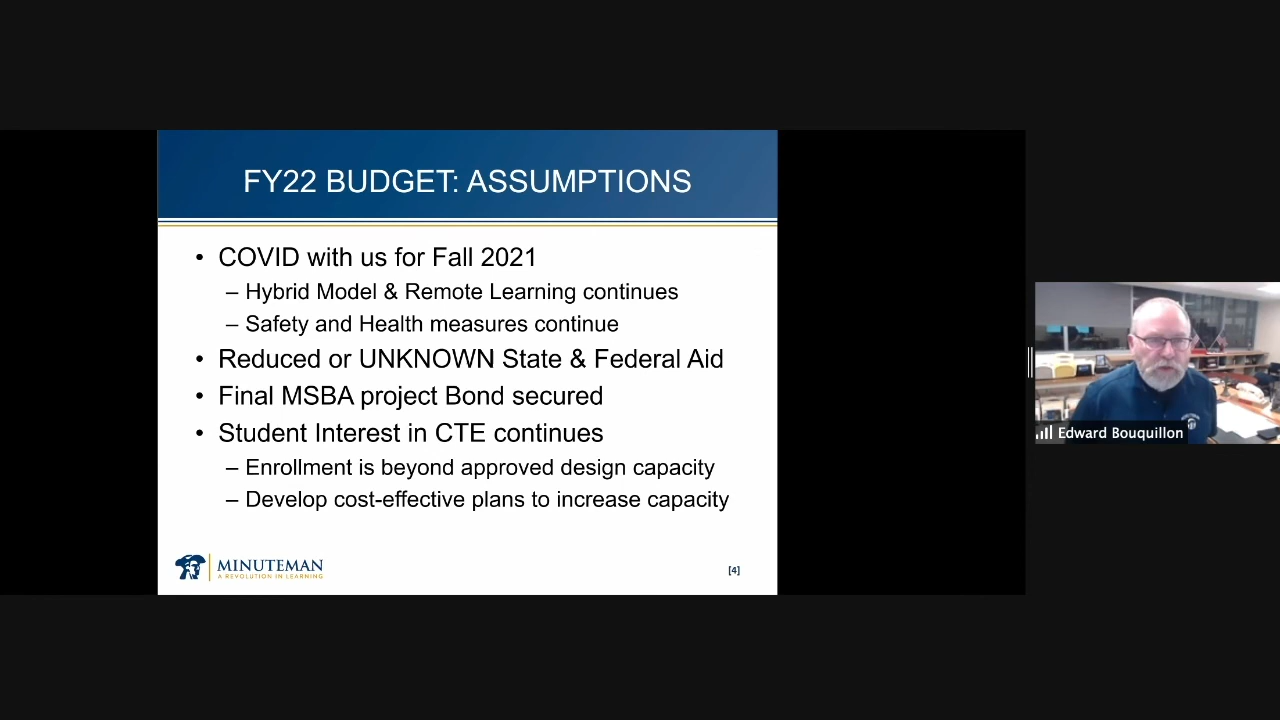 FY22 BUDGET: ASSUMPTIONS
• COVID with us for Fall 2021
– Hybrid Model & Remote Learning continues
– Safety and Health measures continue
• Reduced or UNKNOWN State & Federal Aid
• Final MSBA project Bond secured
• Student Interest in CTE continues
– Enrollment is beyond approved design capacity
– Develop cost-effective plans to increase capacity
MINUTEMAN
A REVOLUTION IN LEARNING
[4]
Edward Bouquillon